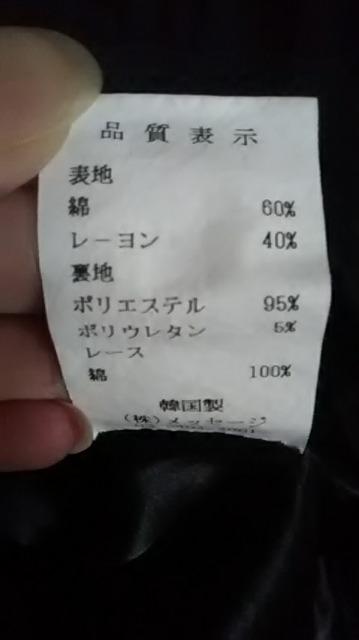 品質表示
表地
綿 60%
レーヨン 40%
裏地
ポリエステル 95%
ポリウレタン 5%
レース
綿 100%
韓国製
(株)メッセージ